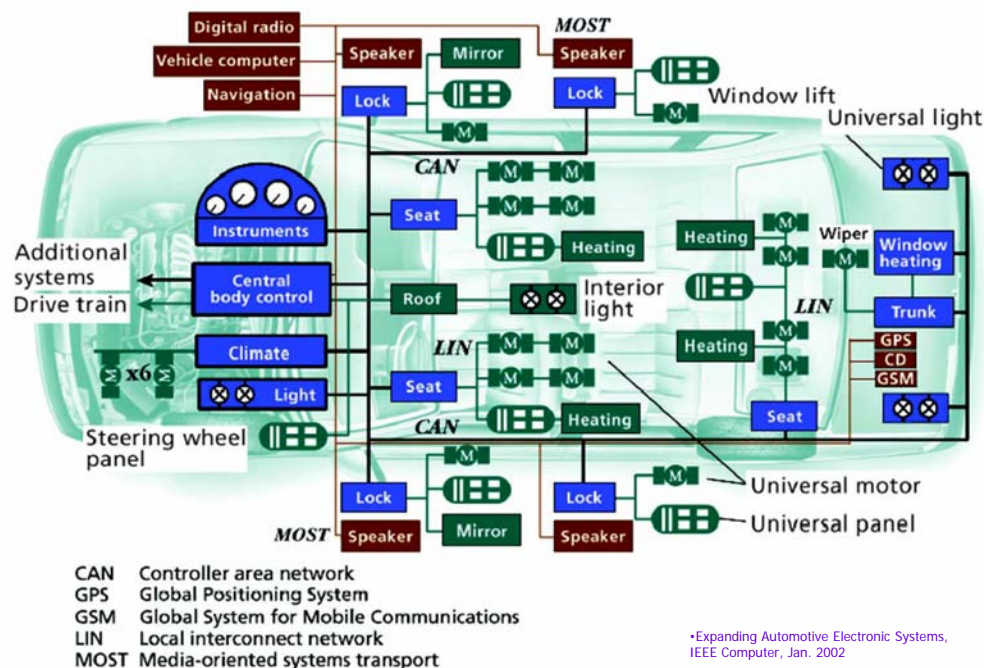 Digital radio
MOST
Speaker
Mirror
Speaker
Vehicle computer
Navigation
Lock
Lock
M
M
Window lift
Universal light
CAN
M M
Seat
M M
Instruments
Heating
Heating
M
M
Wiper
M
Window
heating
Additional
systems
Drive train
Central
body control
Roof
Interior
light
LIN
Trunk
LIN
M M
Heating
M
M
GPS
CD
GSM
Climate
M x6 M
Seat
M M
Light
CAN
Heating
Seat
Steering wheel
panel
M
Lock
Lock
M
Universal motor
Universal panel
MOST
Speaker
Mirror
Speaker
CAN Controller area network
GPS Global Positioning System
GSM Global System for Mobile Communications
LIN Local interconnect network
MOST Media-oriented systems transport
•Expanding Automotive Electronic Systems,
IEEE Computer, Jan. 2002